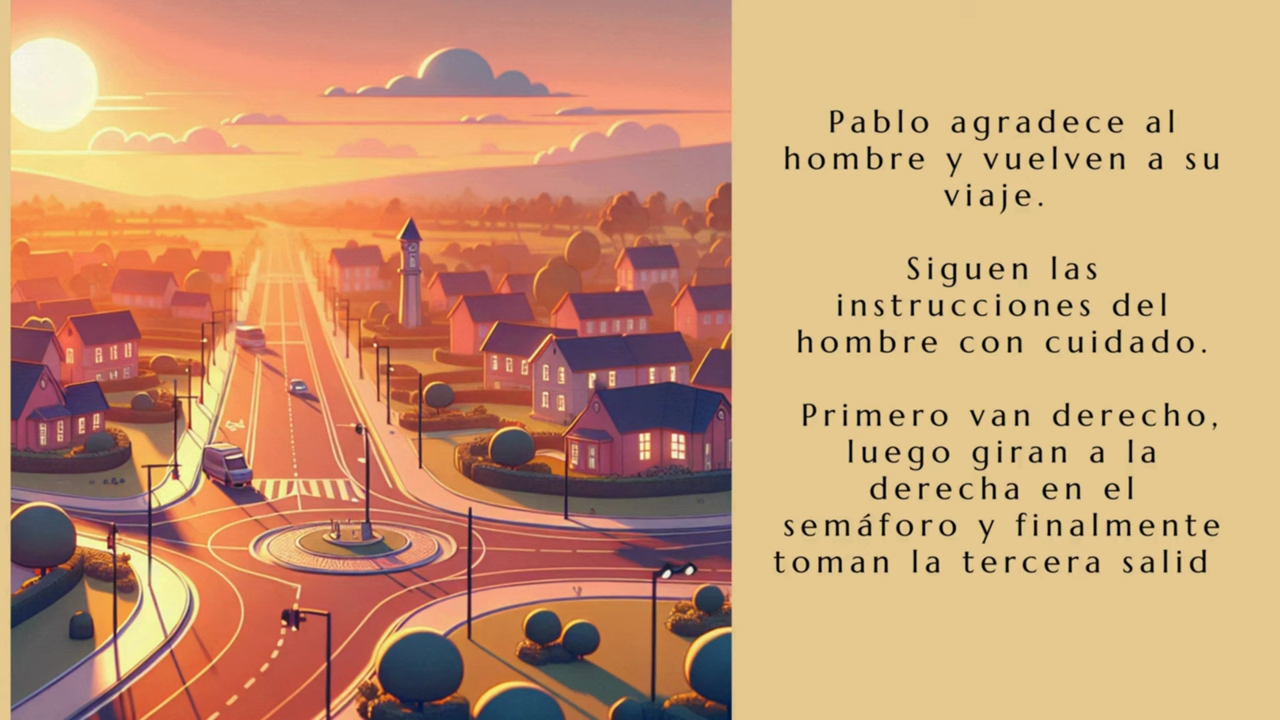 Pablo agradece al
hombre y vuelven a su
viaje.
Siguen las
instrucciones del
hombre con cuidado.
Primero van derecho,
luego giran a la
derecha en el
semáforo y finalmente
toman la tercera salid